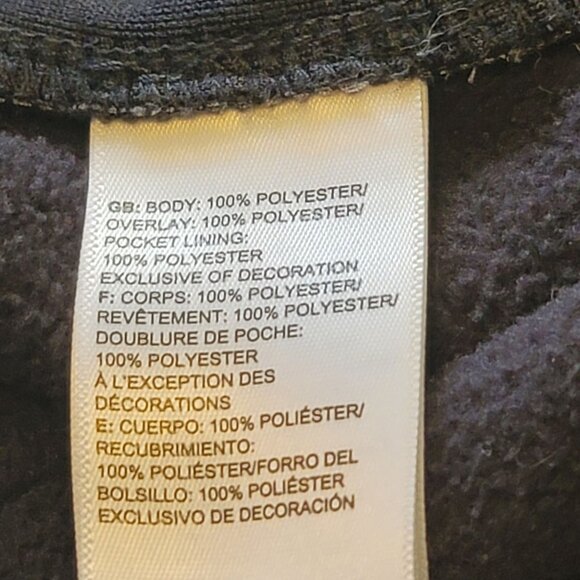 GB: BODY: 100% POLYESTER/
OVERLAY: 100% POLYESTER/
POCKET LINING:
100% POLYESTER
EXCLUSIVE OF DECORATION
F: CORPS: 100% POLYESTER/
REVÊTEMENT: 100% POLYESTER/
DOUBLURE DE POCHE:
100% POLYESTER
À L'EXCEPTION DES
DÉCORATIONS
E: CUERPO: 100% POLIÉSTER/
RECUBRIMIENTO:
100% POLIÉSTER/FORRO DEL
BOLSILLO: 100% POLIÉSTER
EXCLUSIVO DE DECORACIÓN